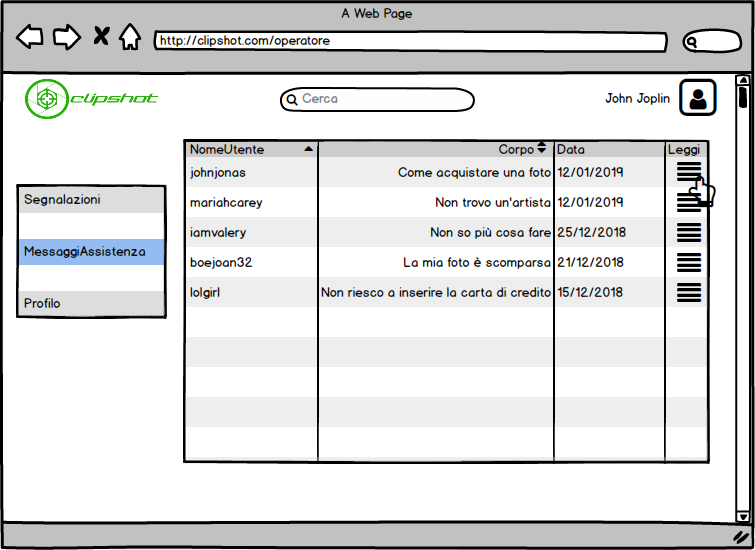 A Web Page
http://clipshot.com/operatore
clipshot
Cerca
John Joplin
NomeUtente Corpo Data Leggi
johnjonas Come acquistare una foto 12/01/2019
mariahcarey Non trovo un'artista 12/01/2019
iamvalery Non so più cosa fare 25/12/2018
boejoan32 La mia foto è scomparsa 21/12/2018
lolgirl Non riesco a inserire la carta di credito 15/12/2018
Segnalazioni
MessaggiAssistenza
Profilo